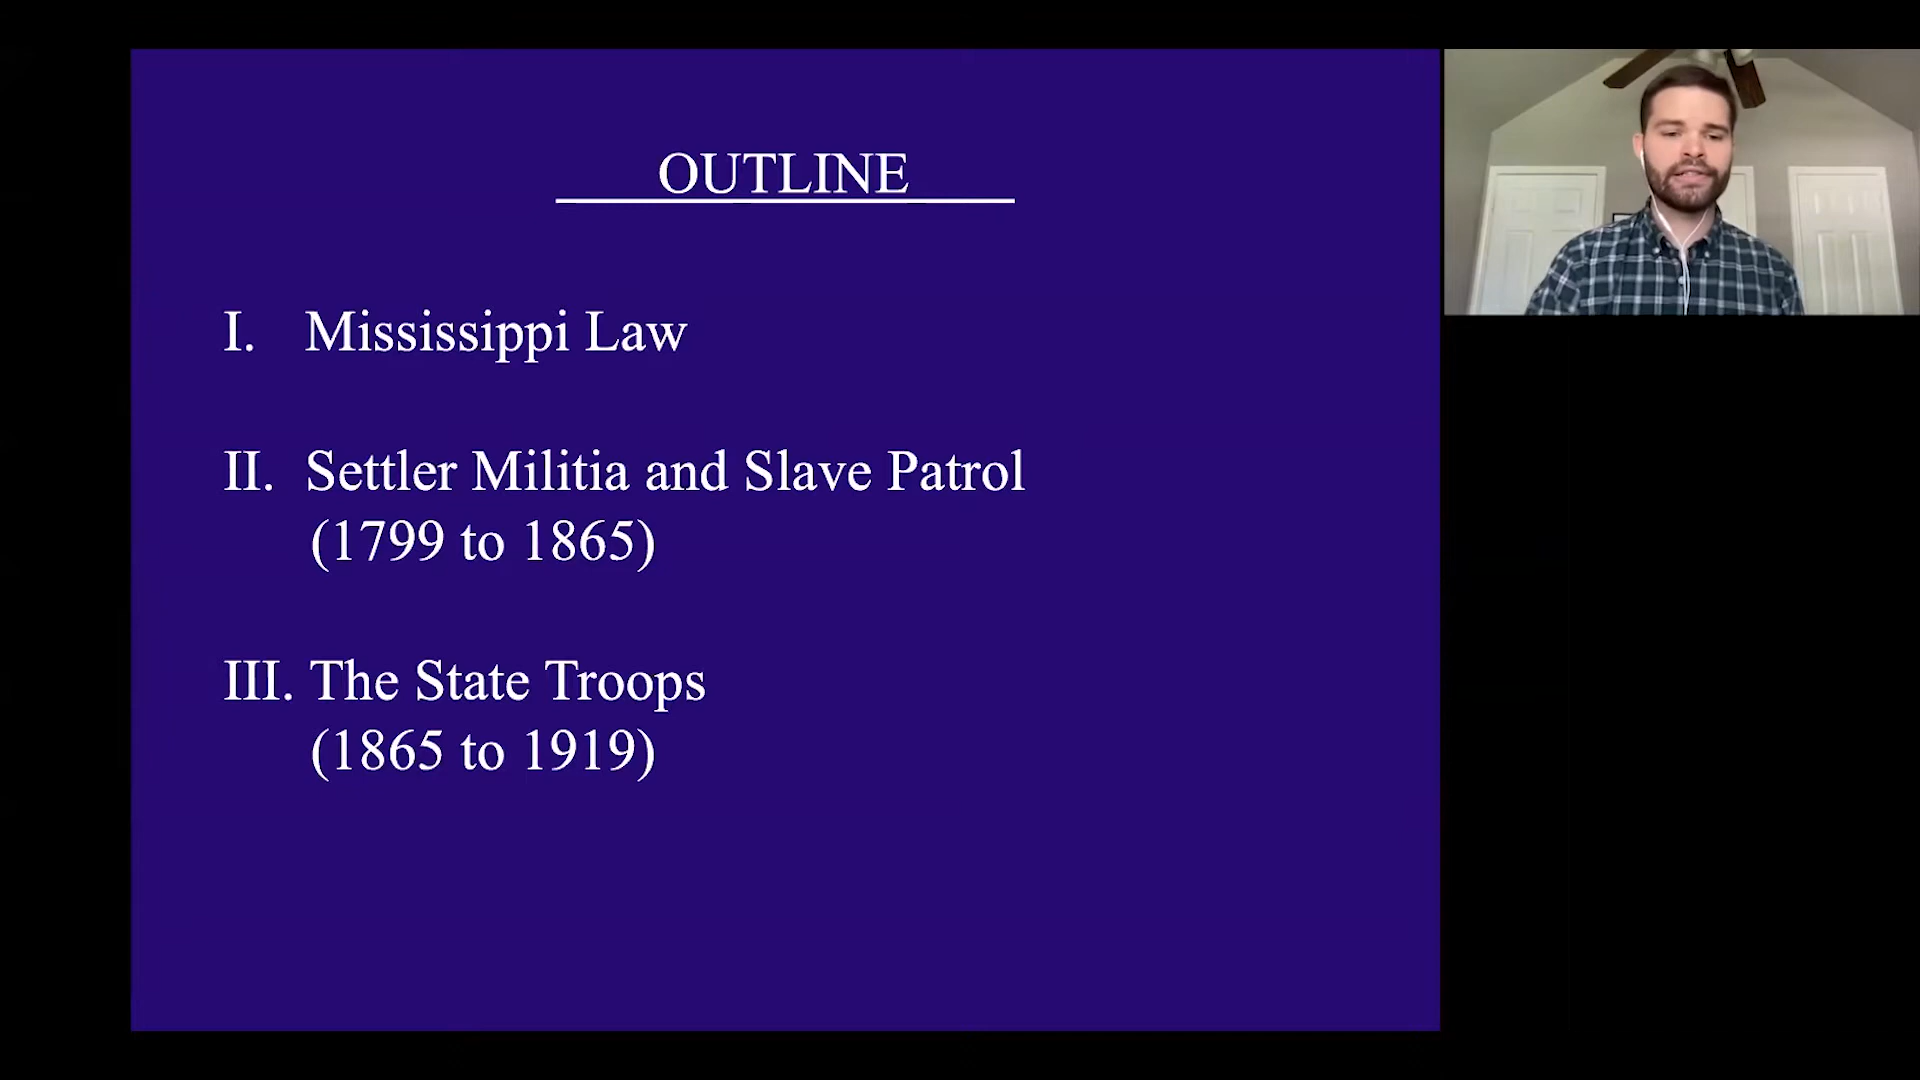 OUTLINE
I. Mississippi Law
II. Settler Militia and Slave Patrol
(1799 to 1865)
III. The State Troops
(1865 to 1919)